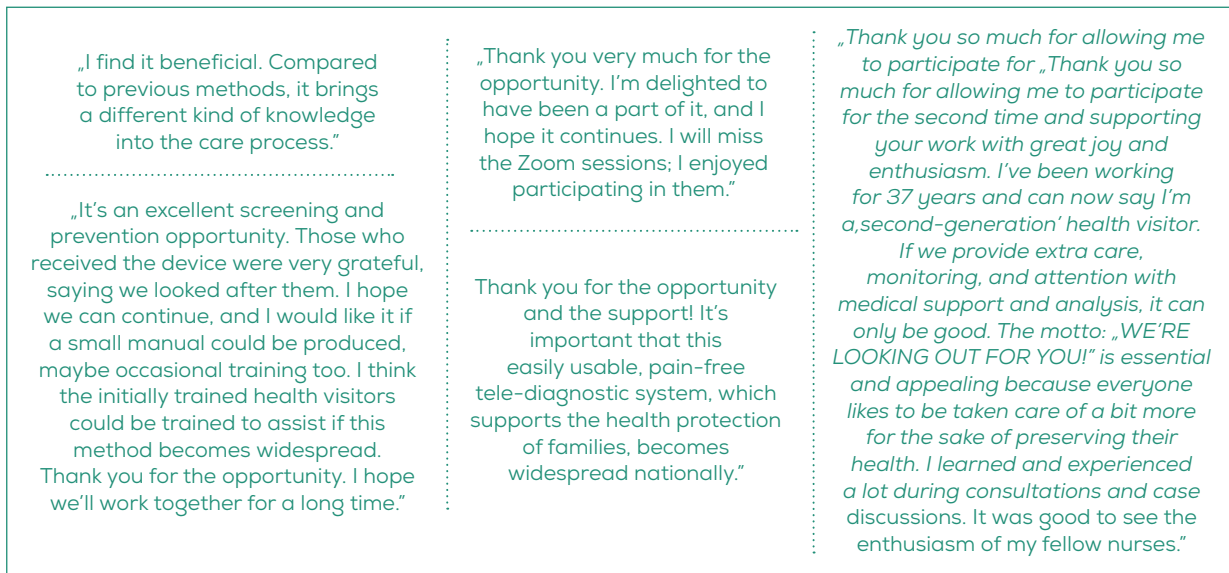 „I find it beneficial. Compared
to previous methods, it brings
a different kind of knowledge
into the care process.”
„It’s an excellent screening and
prevention opportunity. Those who
received the device were very grateful,
saying we looked after them. I hope
we can continue, and I would like it if
a small manual could be produced,
maybe occasional training too. I think
the initially trained health visitors
could be trained to assist if this
method becomes widespread.
Thank you for the opportunity. I hope
we’ll work together for a long time.”
„Thank you very much for the
opportunity. I’m delighted to
have been a part of it, and I
hope it continues. I will miss
the Zoom sessions; I enjoyed
participating in them.”
Thank you for the opportunity
and the support! It’s
important that this
easily usable, pain-free
tele-diagnostic system, which
supports the health protection
of families, becomes
widespread nationally.”
„Thank you so much for allowing me
to participate for „Thank you so
much for allowing me to participate
for the second time and supporting
your work with great joy and
enthusiasm. I’ve been working
for 37 years and can now say I’m
a‚second-generation’ health visitor.
If we provide extra care,
monitoring, and attention with
medical support and analysis, it can
only be good. The motto: „WE’RE
LOOKING OUT FOR YOU!” is essential
and appealing because everyone
likes to be taken care of a bit more
for the sake of preserving their
health. I learned and experienced
a lot during consultations and case
discussions. It was good to see the
enthusiasm of my fellow nurses.”